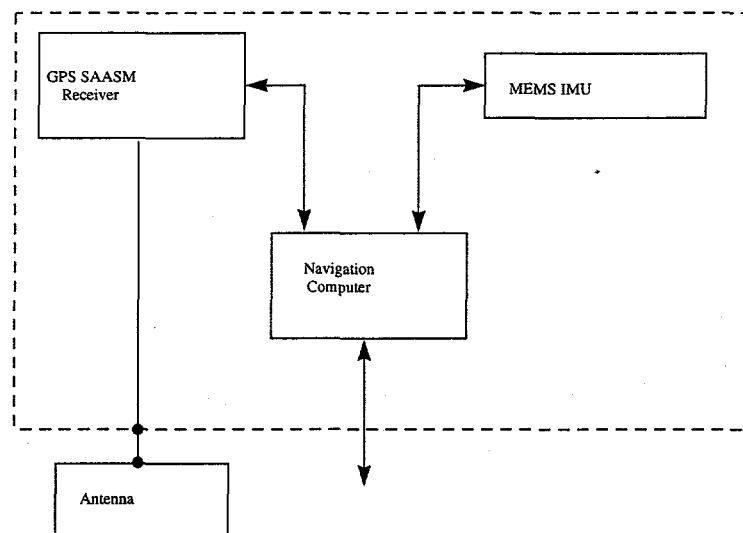 GPS SAASM
Receiver
MEMS IMU
Navigation
Computer
Antenna